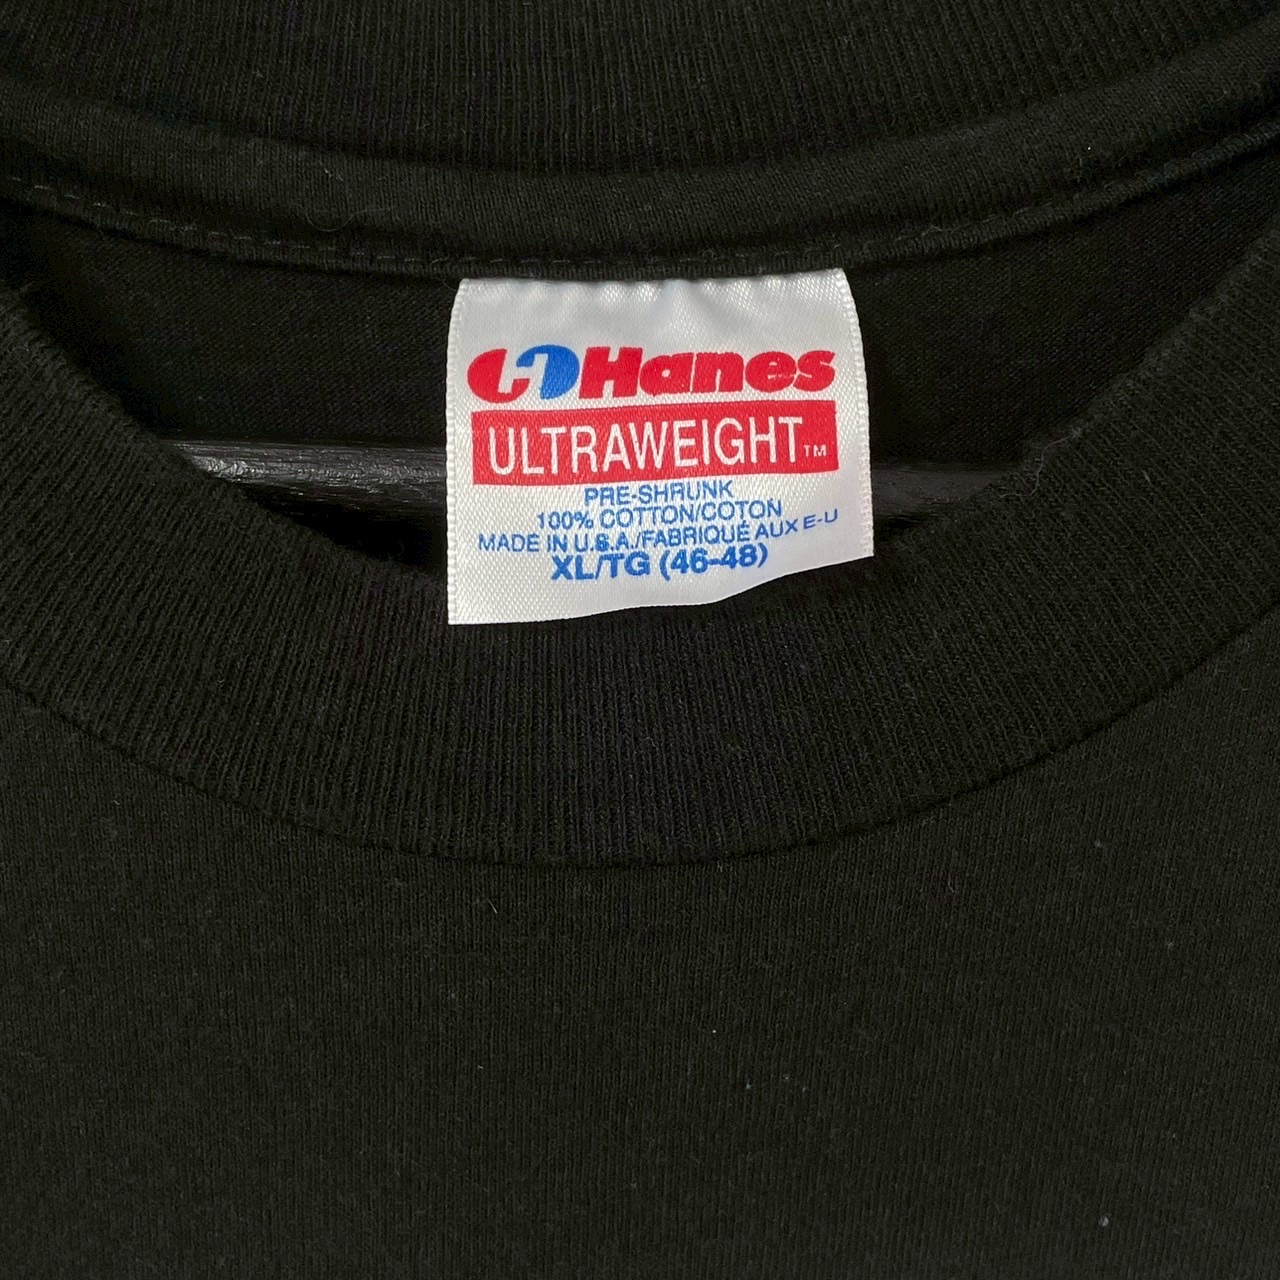 Hanes
ULTRAWEIGHT™
PRE-SHRUNK
100% COTTON/COTON
MADE IN U.S.A./FABRIQUÉ AUX E-U
XL/TG (46-48)